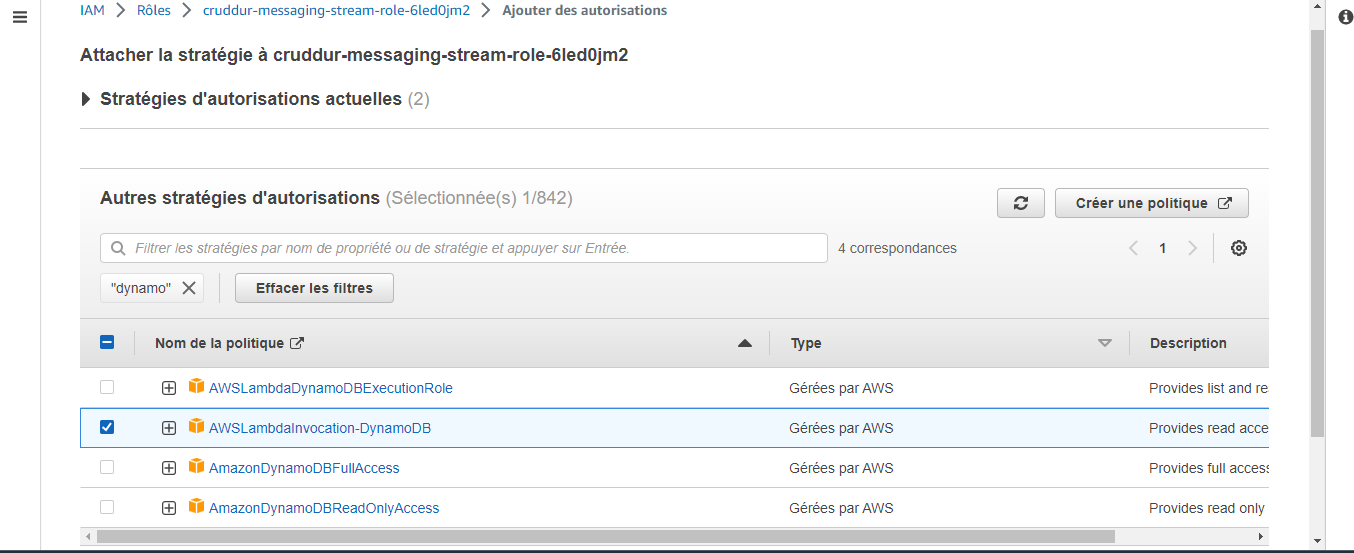 IAM > Rôles > cruddur-messaging-stream-role-6led0jm2 > Ajouter des autorisations
Attacher la stratégie à cruddur-messaging-stream-role-6led0jm2
Stratégies d'autorisations actuelles (2)
Autres stratégies d'autorisations (Sélectionnée(s) 1/842)
Créer une politique
Filtrer les stratégies par nom de propriété ou de stratégie et appuyer sur Entrée.
4 correspondances
1
"dynamo"
Effacer les filtres
Nom de la politique Type Description
AWSLambdaDynamoDBExecutionRole Gérées par AWS Provides list and re
AWSLambdaInvocation-DynamoDB Gérées par AWS Provides read acce
AmazonDynamoDBFullAccess Gérées par AWS Provides full access
AmazonDynamoDBReadOnlyAccess Gérées par AWS Provides read only